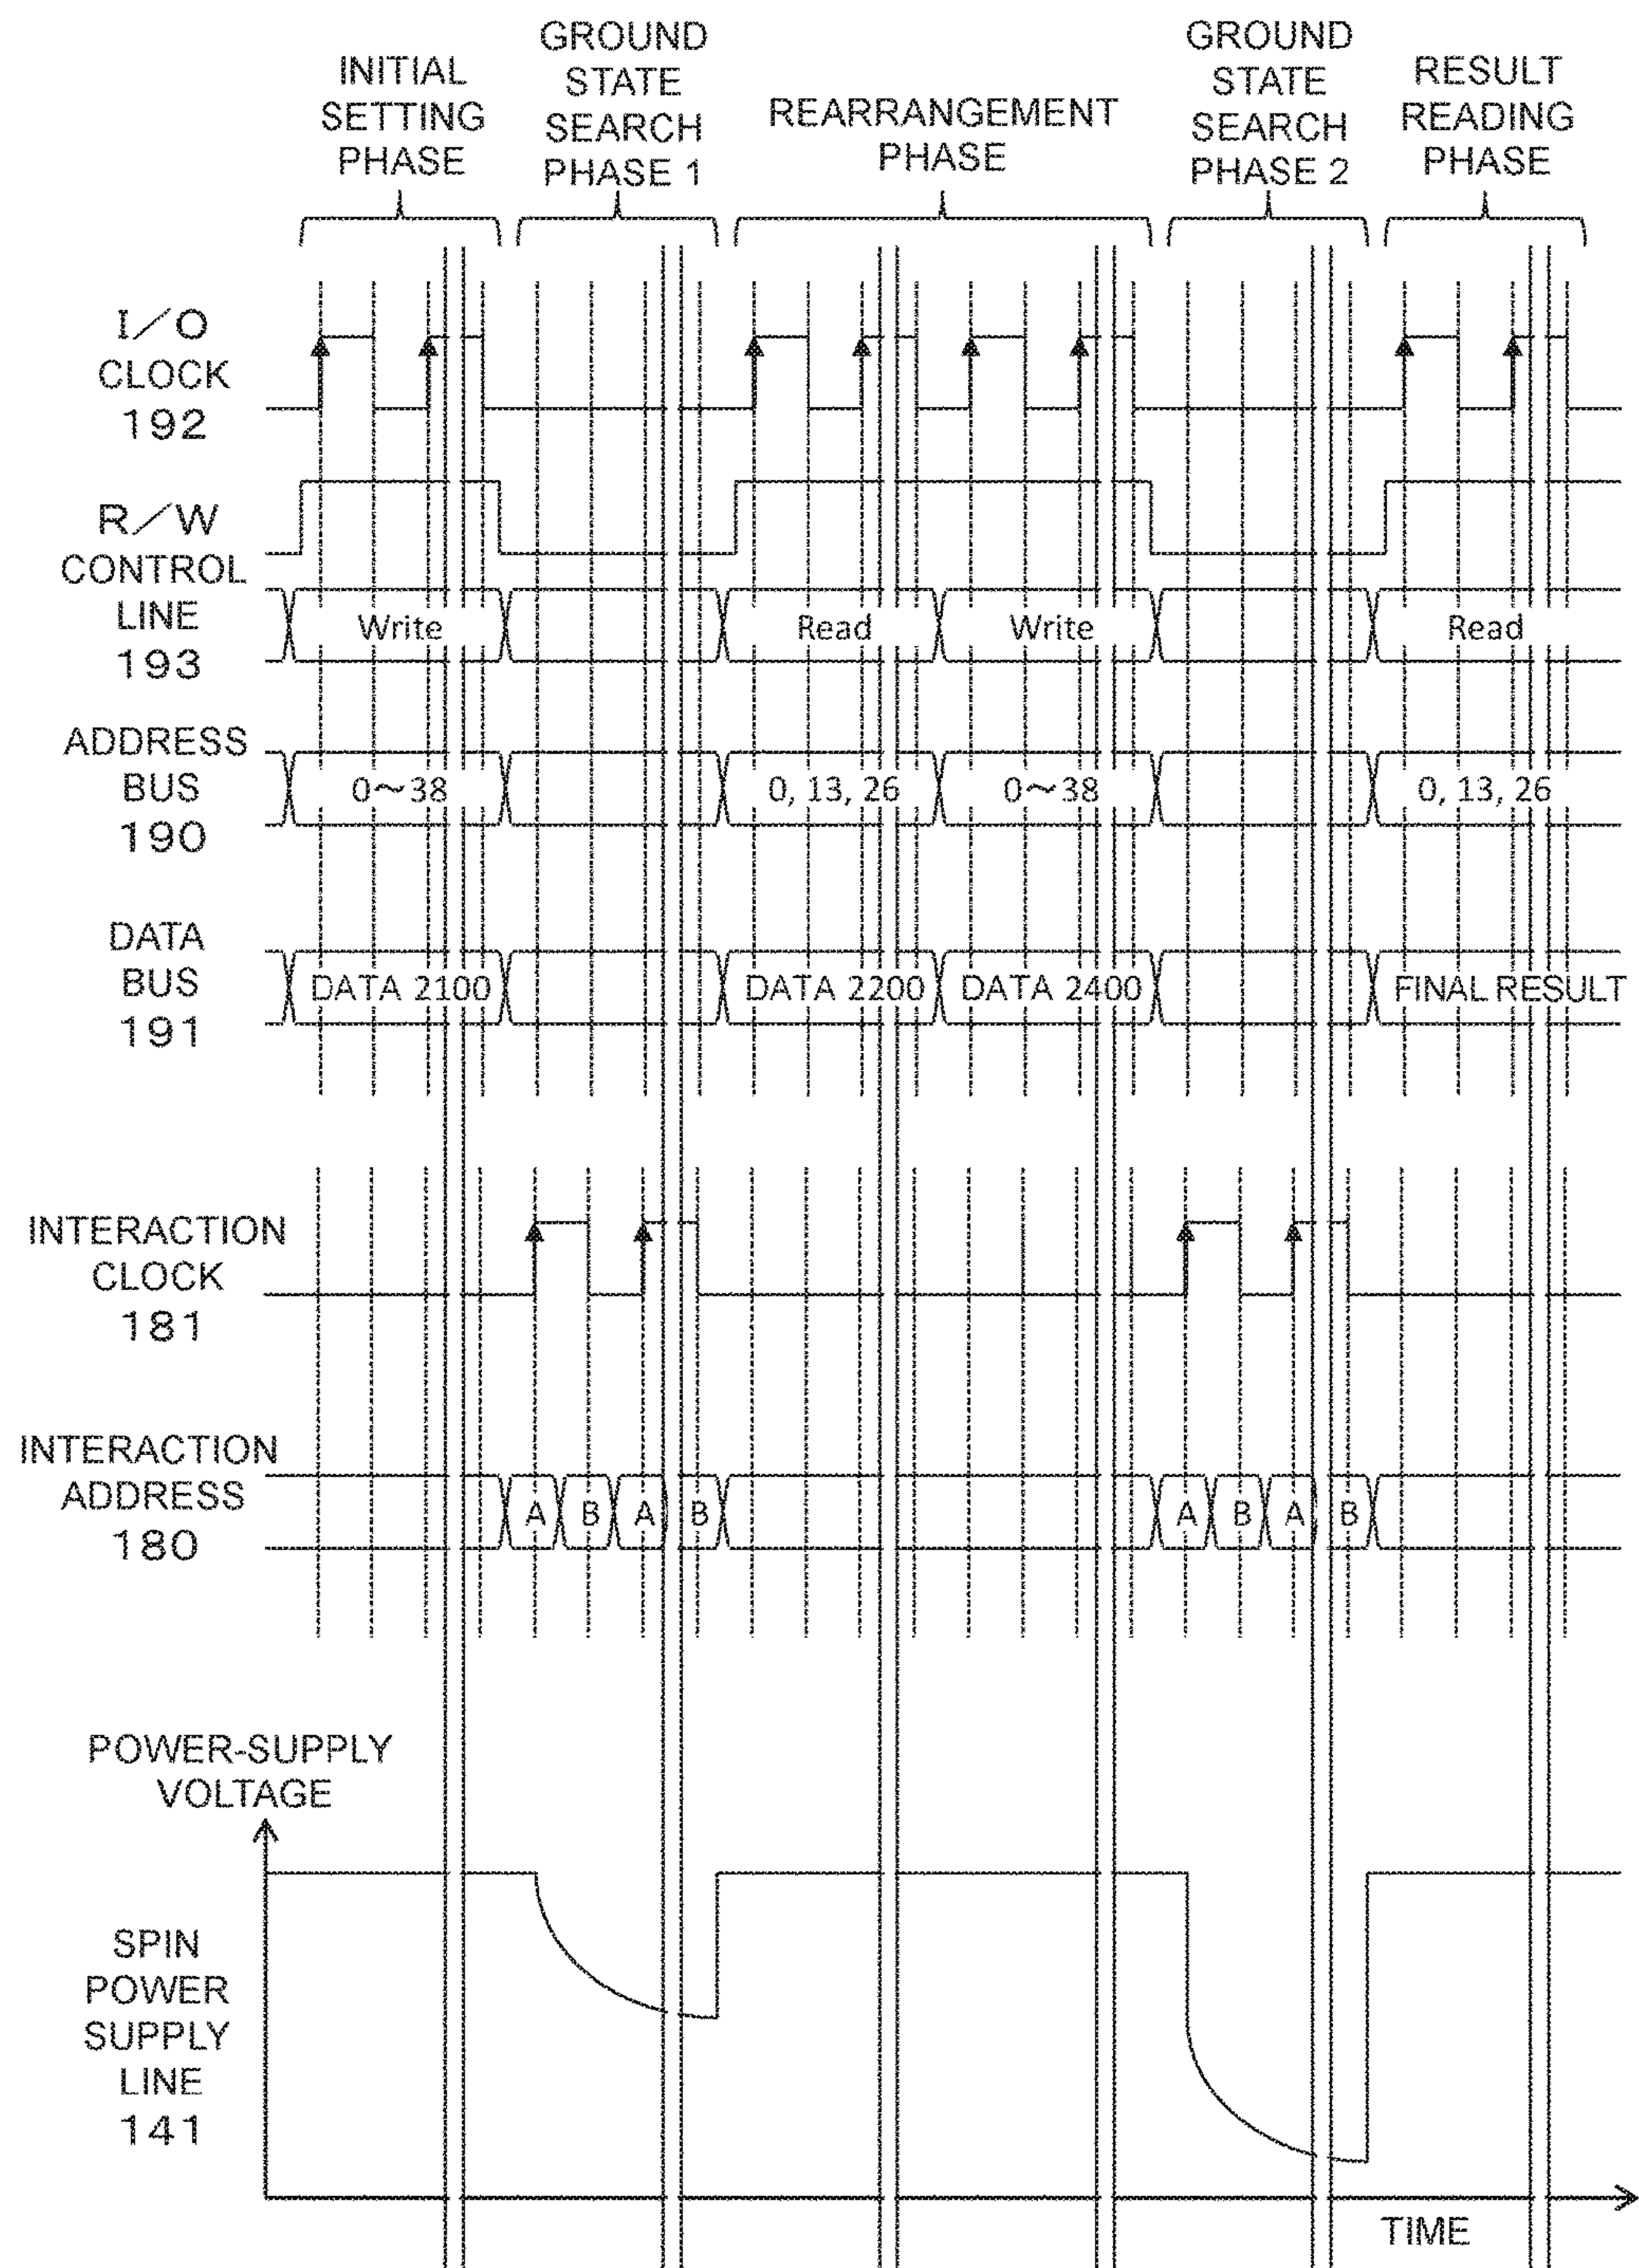 INITIAL
SETTING
PHASE
GROUND
STATE
SEARCH
PHASE 1
REARRANGEMENT
PHASE
GROUND
STATE
SEARCH
PHASE 2
RESULT
READING
PHASE
I/O
CLOCK
192
R/W
CONTROL
LINE
193
Write
Read
Write
Read
ADDRESS
BUS
190
0~38
0, 13, 26
0~38
0, 13, 26
DATA
BUS
191
DATA 2100
DATA 2200
DATA 2400
FINAL RESULT
INTERACTION
CLOCK
181
INTERACTION
ADDRESS
180
A B A B
A B A B
POWER-SUPPLY
VOLTAGE
SPIN
POWER
SUPPLY
LINE
141
TIME